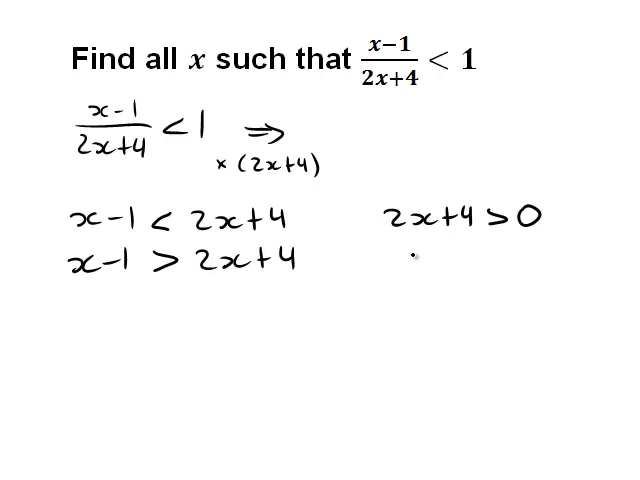 Find all x such that (x−1)/(2x+4) < 1
(x-1)/(2x+4) < 1 ⇒
× (2x+4)
x-1 < 2x+4 2x+4 > 0
x-1 > 2x+4